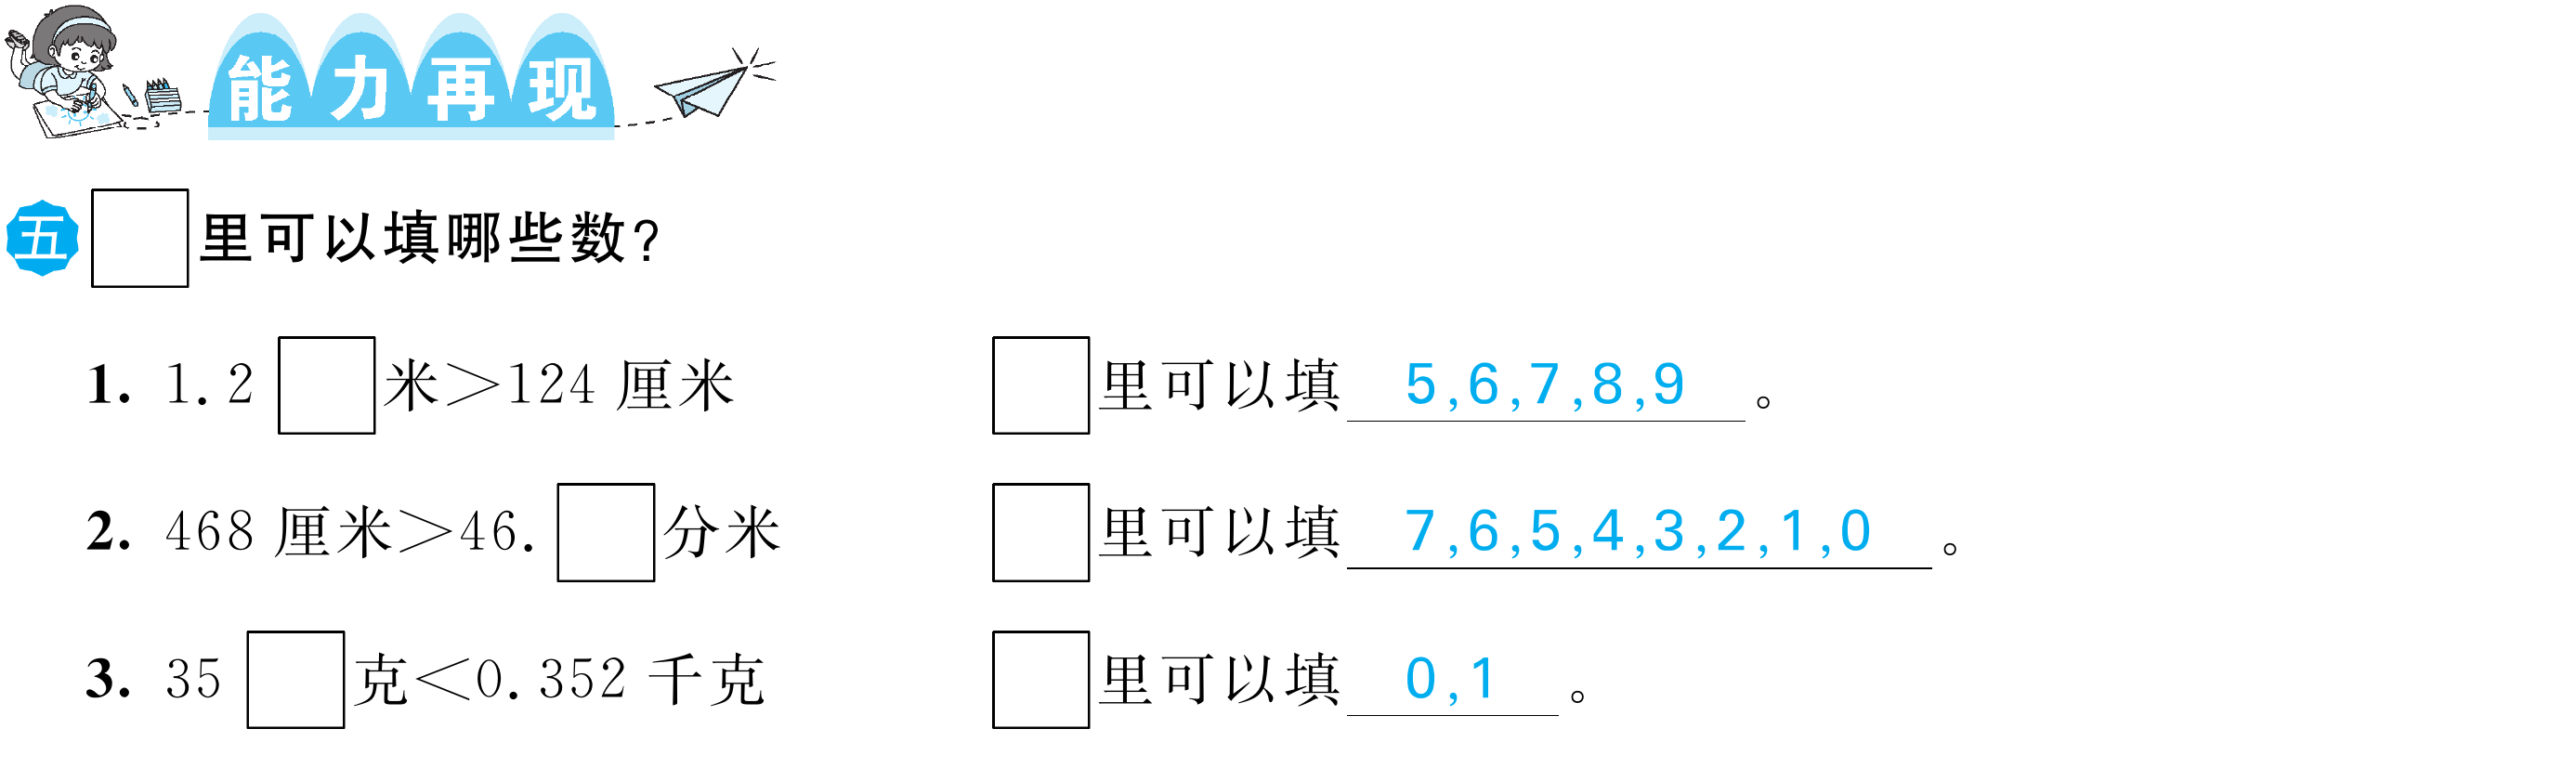 能力再现
五 □里可以填哪些数?
1. 1.2□米>124厘米 □里可以填 5,6,7,8,9 。
2. 468厘米>46.□分米 □里可以填 7,6,5,4,3,2,1,0 。
3. 35□克<0.352千克 □里可以填 0,1 。